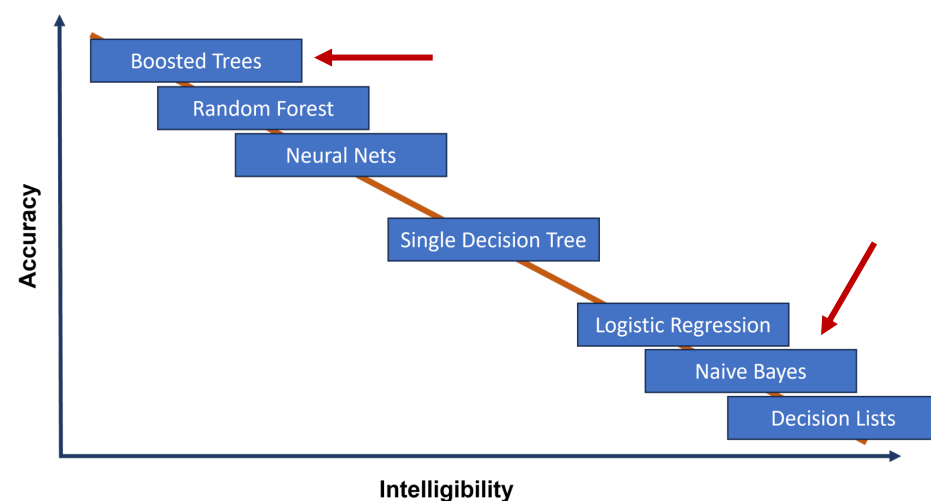 Boosted Trees
Random Forest
Neural Nets
Single Decision Tree
Logistic Regression
Naive Bayes
Decision Lists
Accuracy
Intelligibility